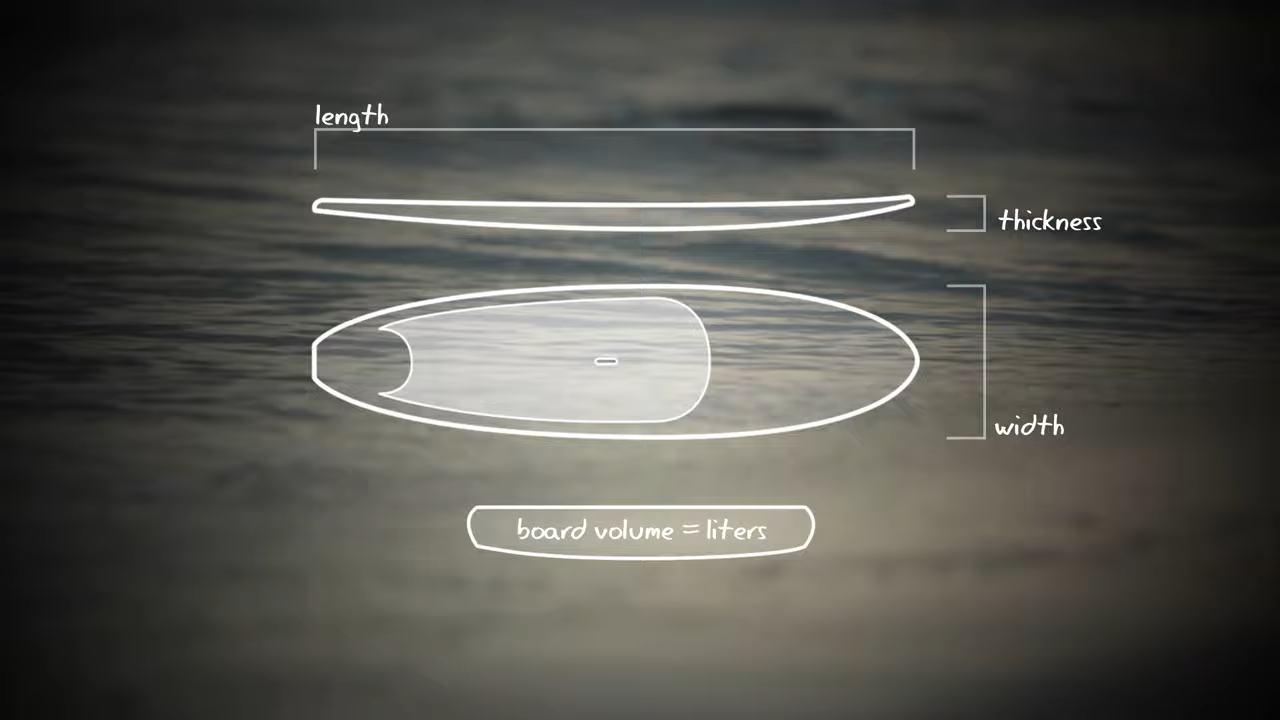 length
thickness
width
board volume = liters